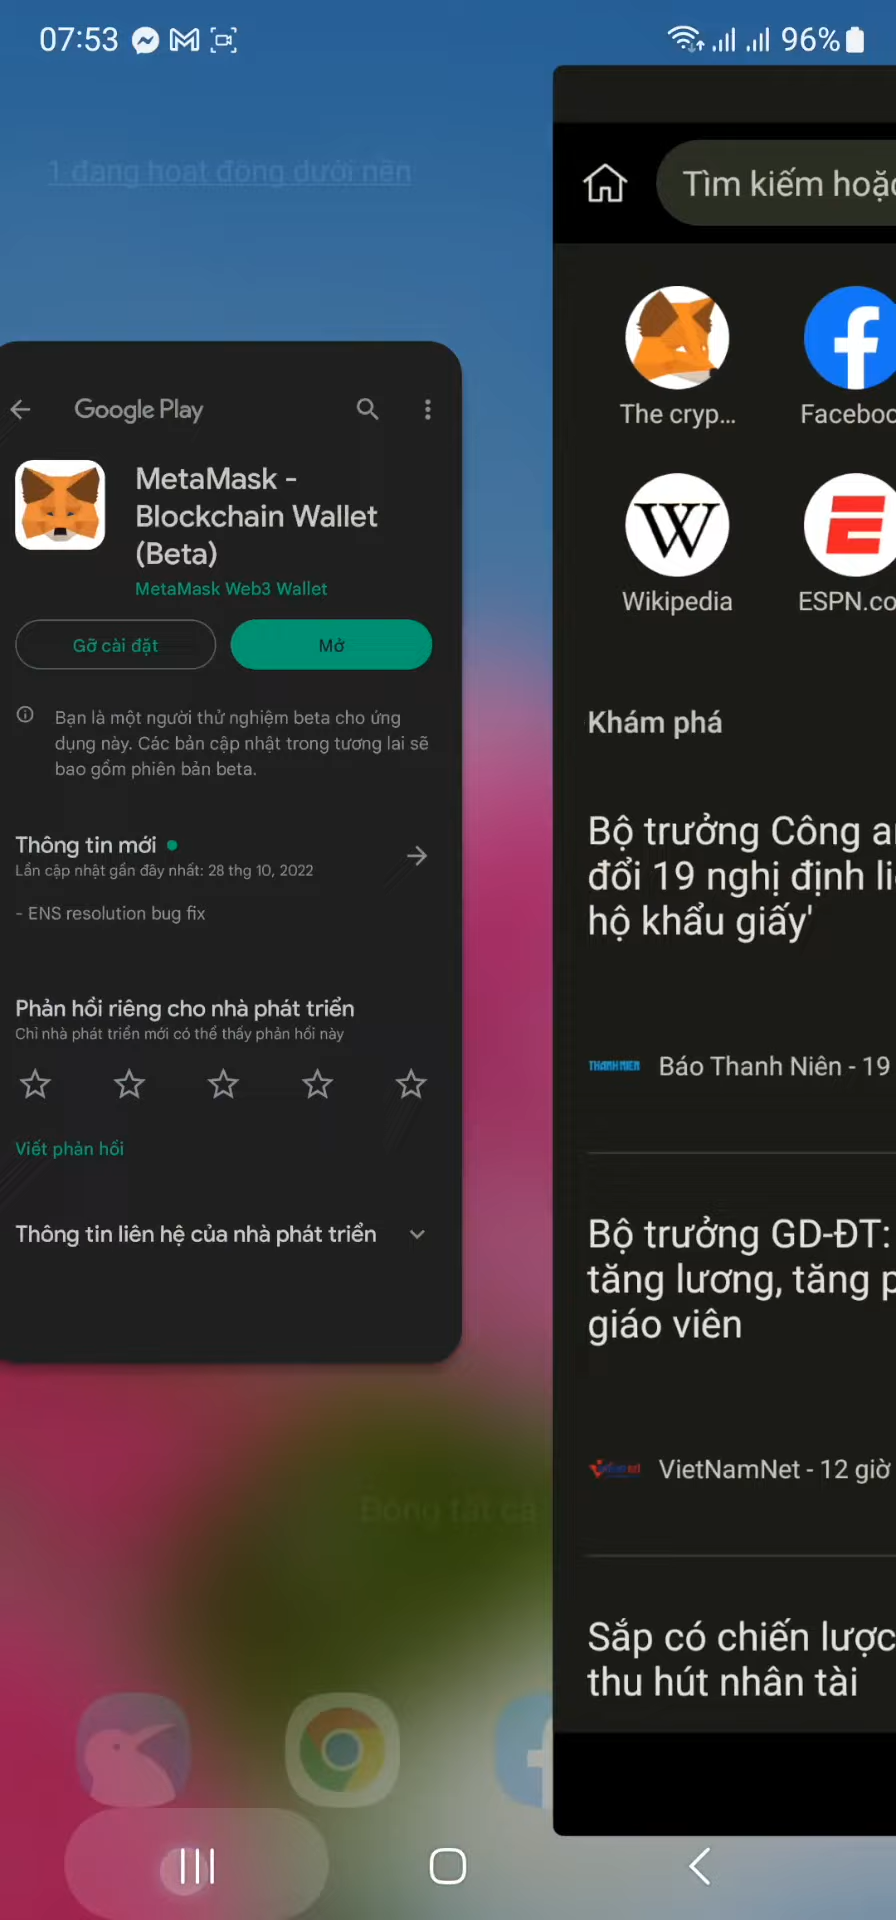 07:53
96%
1 đang hoạt động dưới nền
Tìm kiếm hoặc
Google Play
MetaMask -
Blockchain Wallet
(Beta)
MetaMask Web3 Wallet
Gỡ cài đặt
Mở
Bạn là một người thử nghiệm beta cho ứng
dụng này. Các bản cập nhật trong tương lai sẽ
bao gồm phiên bản beta.
Thông tin mới
Lần cập nhật gần đây nhất: 28 thg 10, 2022
- ENS resolution bug fix
Phản hồi riêng cho nhà phát triển
Chỉ nhà phát triển mới có thể thấy phản hồi này
Viết phản hồi
Thông tin liên hệ của nhà phát triển
The cryp...
Faceboo
W
Wikipedia
ESPN.co
Khám phá
Bộ trưởng Công a
đổi 19 nghị định li
hộ khẩu giấy'
THANH NIEN
Báo Thanh Niên - 19
Bộ trưởng GD-ĐT:
tăng lương, tăng p
giáo viên
VietNamNet - 12 giờ
Sắp có chiến lược
thu hút nhân tài
Đóng tất cả